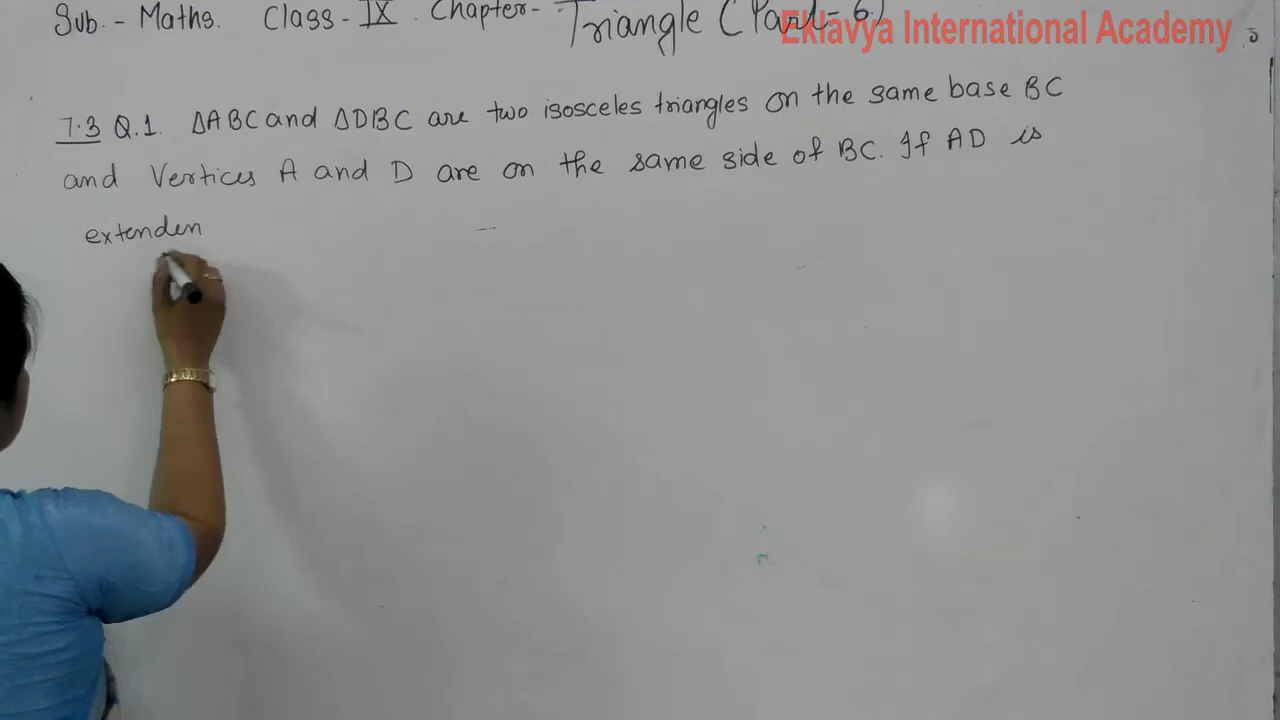 Sub. - Maths. Class - IX. Chapter - Triangle (Part - 6)
Eklavya International Academy
7.3 Q.1. ΔABC and ΔDBC are two isosceles triangles on the same base BC
and Vertices A and D are on the same side of BC. If AD is
extenden